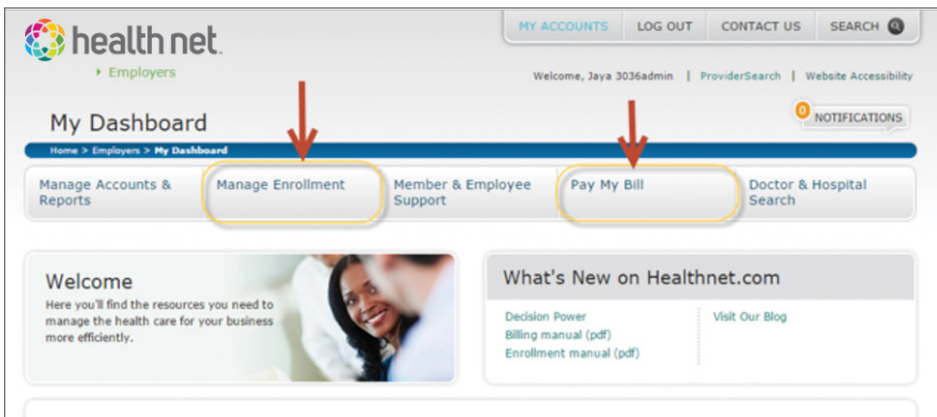 MY ACCOUNTS LOG OUT CONTACT US SEARCH
health net.
Employers
Welcome, Jaya 3036admin | ProviderSearch | Website Accessibility
My Dashboard
0 NOTIFICATIONS
Home > Employers > My Dashboard
Manage Accounts & Reports
Manage Enrollment
Member & Employee Support
Pay My Bill
Doctor & Hospital Search
Welcome
Here you'll find the resources you need to
manage the health care for your business
more efficiently.
What's New on Healthnet.com
Decision Power
Billing manual (pdf)
Enrollment manual (pdf)
Visit Our Blog